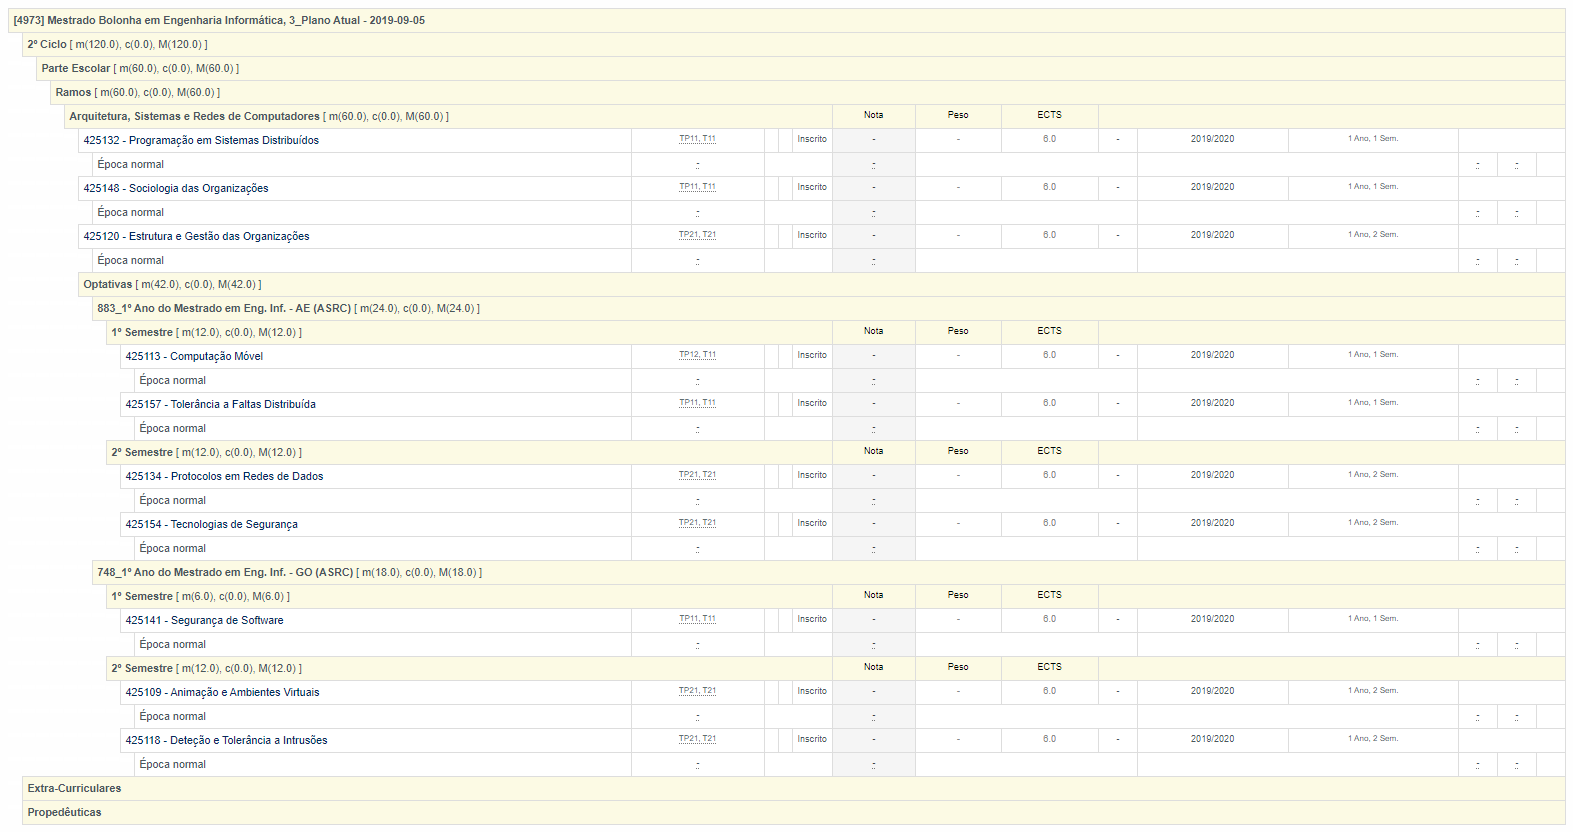 [4973] Mestrado Bolonha em Engenharia Informática, 3_Plano Atual - 2019-09-05
2º Ciclo [ m(120.0), c(0.0), M(120.0) ]
Parte Escolar [ m(60.0), c(0.0), M(60.0) ]
Ramos [ m(60.0), c(0.0), M(60.0) ]
Arquitetura, Sistemas e Redes de Computadores [ m(60.0), c(0.0), M(60.0) ] Nota Peso ECTS
425132 - Programação em Sistemas Distribuídos TP11, T11 Inscrito - - 6.0 - 2019/2020 1 Ano, 1 Sem.
Época normal - - - -
425148 - Sociologia das Organizações TP11, T11 Inscrito - - 6.0 - 2019/2020 1 Ano, 1 Sem.
Época normal - - - -
425120 - Estrutura e Gestão das Organizações TP21, T21 Inscrito - - 6.0 - 2019/2020 1 Ano, 2 Sem.
Época normal - - - -
Optativas [ m(42.0), c(0.0), M(42.0) ]
883_1º Ano do Mestrado em Eng. Inf. - AE (ASRC) [ m(24.0), c(0.0), M(24.0) ]
1º Semestre [ m(12.0), c(0.0), M(12.0) ] Nota Peso ECTS
425113 - Computação Móvel TP12, T11 Inscrito - - 6.0 - 2019/2020 1 Ano, 1 Sem.
Época normal - - - -
425157 - Tolerância a Faltas Distribuída TP11, T11 Inscrito - - 6.0 - 2019/2020 1 Ano, 1 Sem.
Época normal - - - -
2º Semestre [ m(12.0), c(0.0), M(12.0) ] Nota Peso ECTS
425134 - Protocolos em Redes de Dados TP21, T21 Inscrito - - 6.0 - 2019/2020 1 Ano, 2 Sem.
Época normal - - - -
425154 - Tecnologias de Segurança TP21, T21 Inscrito - - 6.0 - 2019/2020 1 Ano, 2 Sem.
Época normal - - - -
748_1º Ano do Mestrado em Eng. Inf. - GO (ASRC) [ m(18.0), c(0.0), M(18.0) ]
1º Semestre [ m(6.0), c(0.0), M(6.0) ] Nota Peso ECTS
425141 - Segurança de Software TP11, T11 Inscrito - - 6.0 - 2019/2020 1 Ano, 1 Sem.
Época normal - - - -
2º Semestre [ m(12.0), c(0.0), M(12.0) ] Nota Peso ECTS
425109 - Animação e Ambientes Virtuais TP21, T21 Inscrito - - 6.0 - 2019/2020 1 Ano, 2 Sem.
Época normal - - - -
425118 - Deteção e Tolerância a Intrusões TP21, T21 Inscrito - - 6.0 - 2019/2020 1 Ano, 2 Sem.
Época normal - - - -
Extra-Curriculares
Propedêuticas